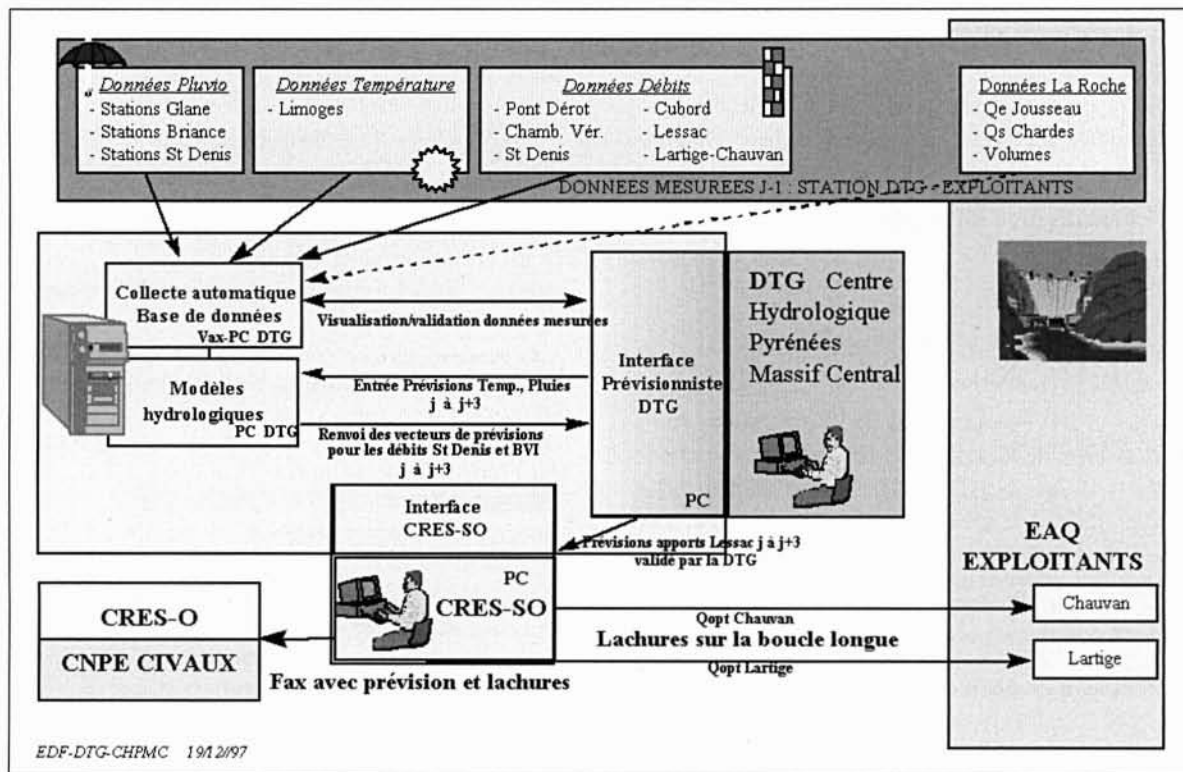 Données Pluvio
- Stations Glane
- Stations Briance
- Stations St Denis
Données Température
- Limoges
Données Débits
- Pont Dérot
- Chamb. Vér.
- St Denis
- Cubord
- Lessac
- Lartige-Chauvan
Données La Roche
- Qe Jousseau
- Qs Chardes
- Volumes
DONNEES MESUREES J-1 : STATION DTG - EXPLOITANTS
Collecte automatique
Base de données
Vax-PC DTG
Modèles
hydrologiques
PC DTG
Visualisation/validation données mesurées
Entrée Prévisions Temp., Pluies
j à j+3
Renvoi des vecteurs de prévisions
pour les débits St Denis et BVI
j à j+3
Interface
Prévisionniste
DTG
PC
DTG Centre
Hydrologique
Pyrénées
Massif Central
Interface
CRES-SO
Prévisions apports Lessac j à j+3
validé par la DTG
PC
CRES-SO
CRES-O
CNPE CIVAUX
Fax avec prévision et lachures
Qopt Chauvan
Lachures sur la boucle longue
Qopt Lartige
EAQ
EXPLOITANTS
Chauvan
Lartige
EDF-DTG-CHPMC 19/12//97